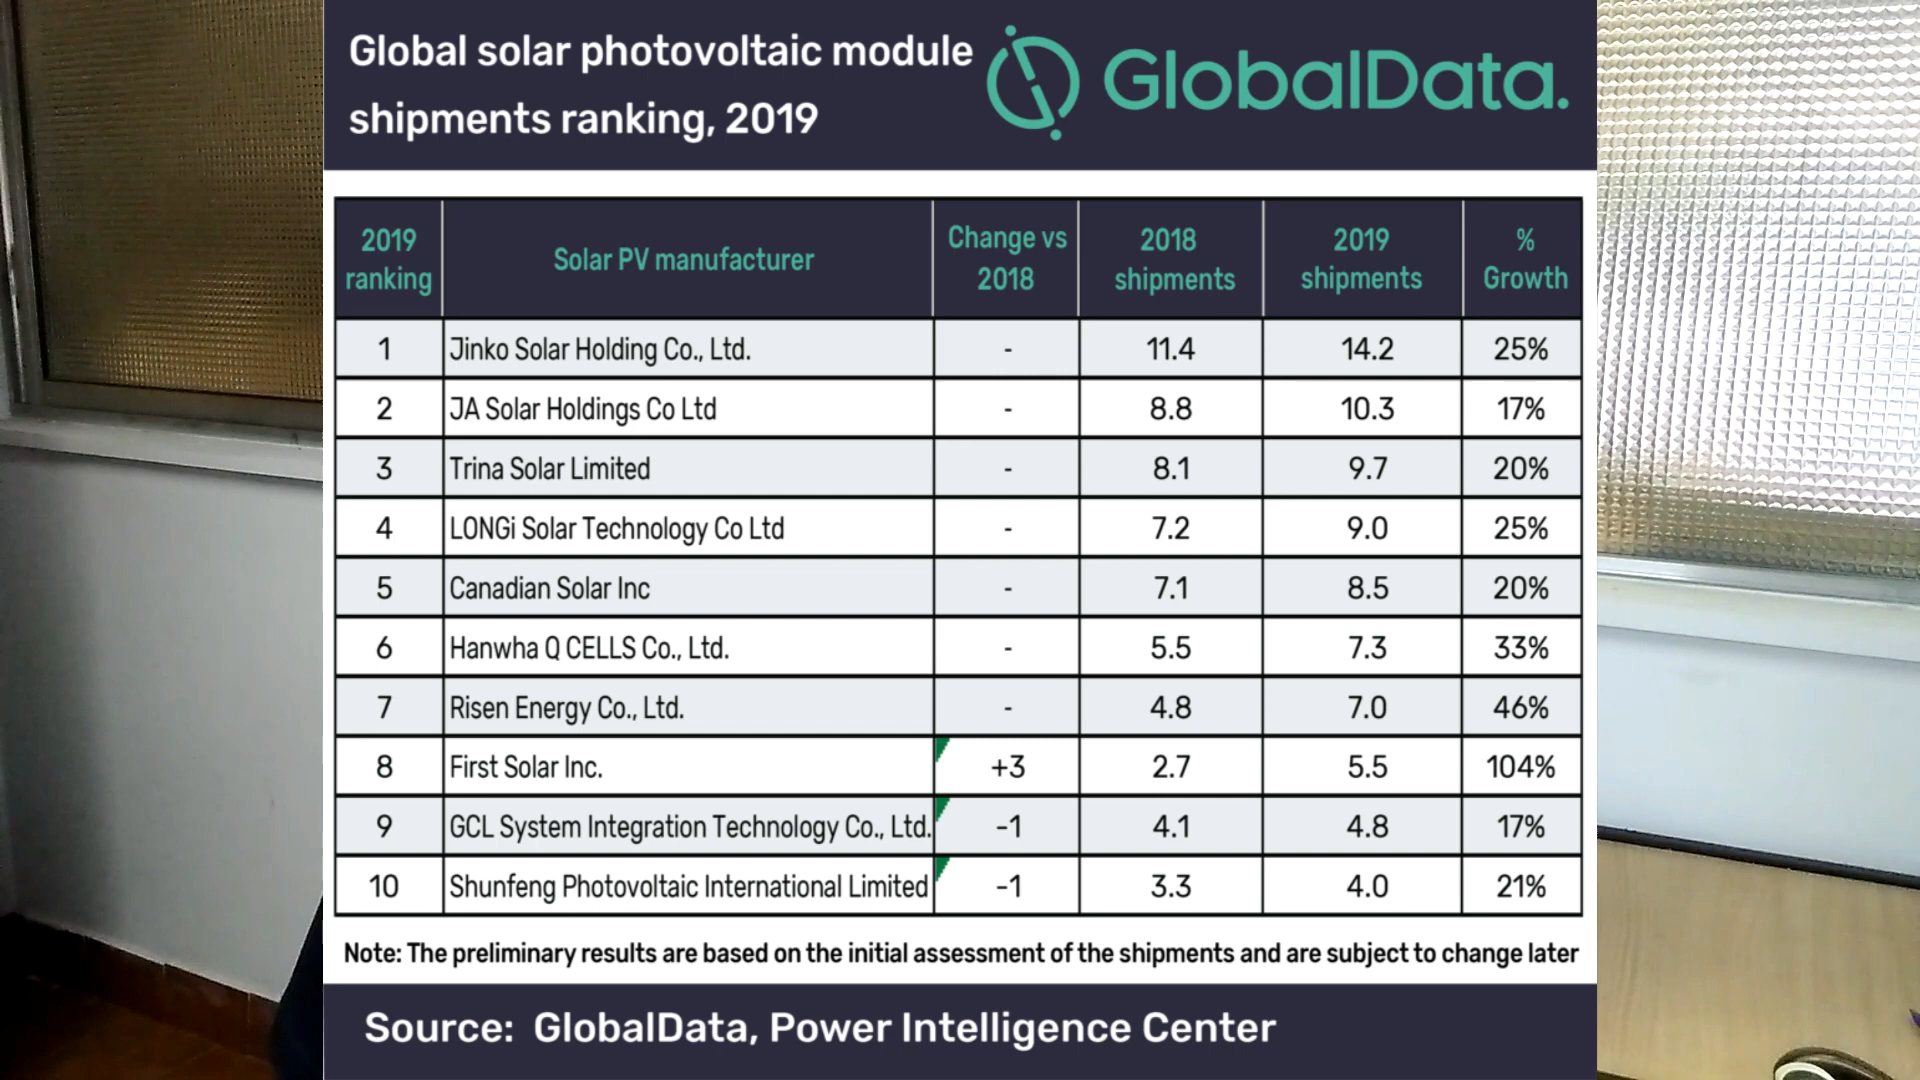 Global solar photovoltaic module
shipments ranking, 2019
GlobalData.
2019 ranking Solar PV manufacturer Change vs 2018 2018 shipments 2019 shipments % Growth
1 Jinko Solar Holding Co., Ltd. - 11.4 14.2 25%
2 JA Solar Holdings Co Ltd - 8.8 10.3 17%
3 Trina Solar Limited - 8.1 9.7 20%
4 LONGi Solar Technology Co Ltd - 7.2 9.0 25%
5 Canadian Solar Inc - 7.1 8.5 20%
6 Hanwha Q CELLS Co., Ltd. - 5.5 7.3 33%
7 Risen Energy Co., Ltd. - 4.8 7.0 46%
8 First Solar Inc. +3 2.7 5.5 104%
9 GCL System Integration Technology Co., Ltd. -1 4.1 4.8 17%
10 Shunfeng Photovoltaic International Limited -1 3.3 4.0 21%
Note: The preliminary results are based on the initial assessment of the shipments and are subject to change later
Source: GlobalData, Power Intelligence Center